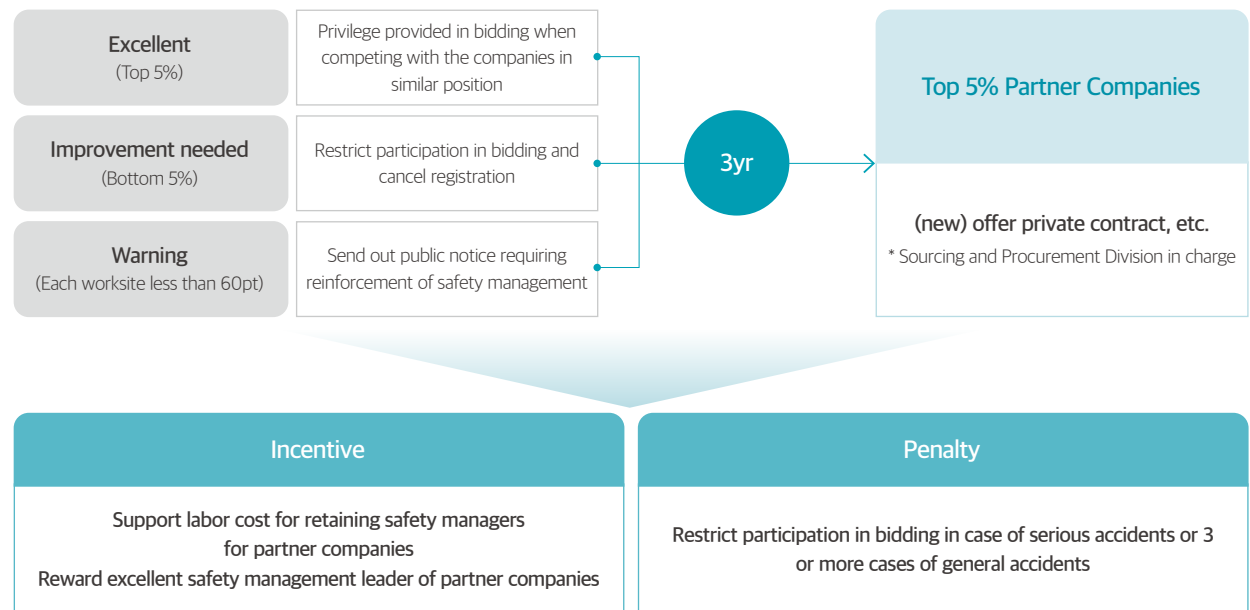 Excellent
(Top 5%)
Privilege provided in bidding when
competing with the companies in
similar position
Improvement needed
(Bottom 5%)
Restrict participation in bidding and
cancel registration
Warning
(Each worksite less than 60pt)
Send out public notice requiring
reinforcement of safety management
3yr
Top 5% Partner Companies
(new) offer private contract, etc.
* Sourcing and Procurement Division in charge
Incentive
Support labor cost for retaining safety managers
for partner companies
Reward excellent safety management leader of partner companies
Penalty
Restrict participation in bidding in case of serious accidents or 3
or more cases of general accidents